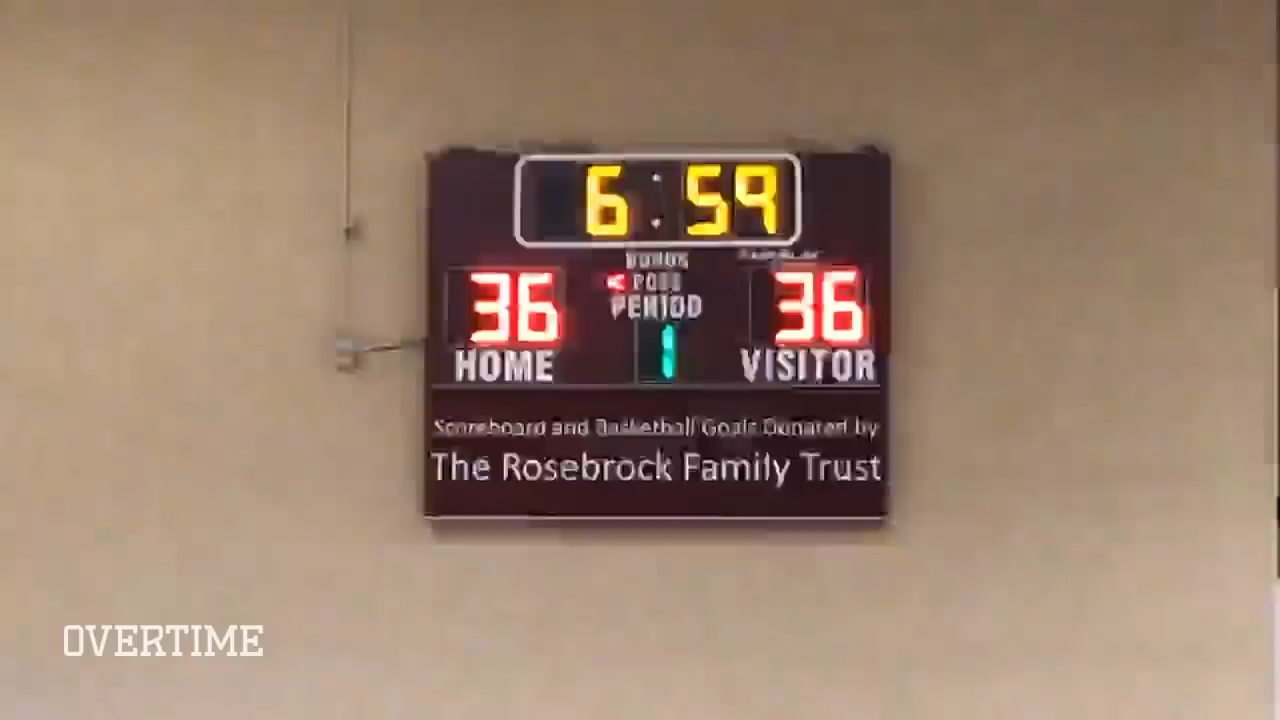 6:59
BONUS
36 < POSS 36
PERIOD
HOME 1 VISITOR
Scoreboard and Basketball Goals Donated by
The Rosebrock Family Trust
OVERTIME